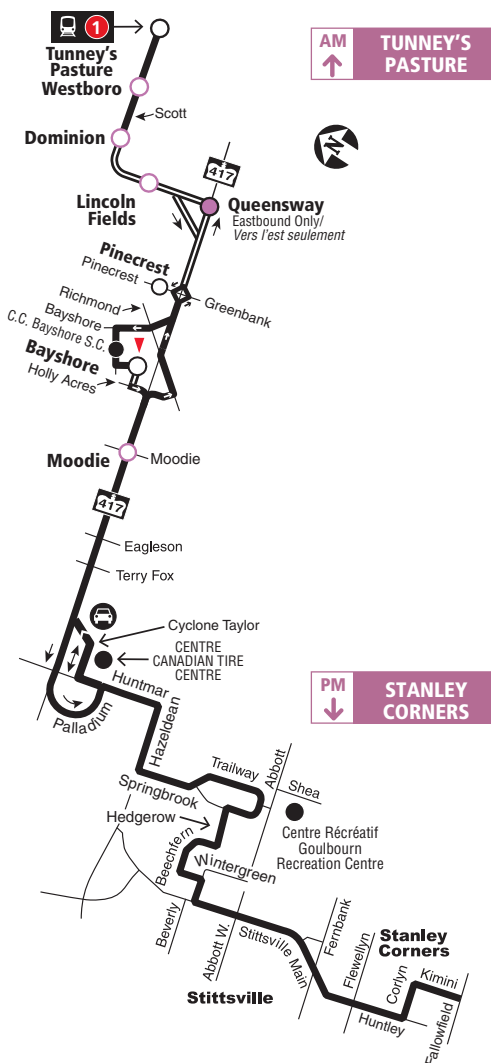 1
AM
TUNNEY'S
PASTURE
Tunney's
Pasture
Westboro
Scott
Dominion
N
417
Lincoln
Fields
Queensway
Eastbound Only/
Vers l'est seulement
Pinecrest
Pinecrest
Richmond
Greenbank
Bayshore
C.C. Bayshore S.C.
Bayshore
Holly Acres
Moodie
Moodie
417
Eagleson
Terry Fox
Cyclone Taylor
CENTRE
CANADIAN TIRE
CENTRE
Huntmar
Palladium
PM
STANLEY
CORNERS
Hazeldean
Trailway
Abbott
Springbrook
Shea
Hedgerow
Centre Récréatif
Goulbourn
Recreation Centre
Beechfern
Wintergreen
Beverly
Abbott W.
Stittsville Main
Fernbank
Flewellyn
Stanley
Corners
Stittsville
Corlyn
Kimini
Huntley
Fallowfield